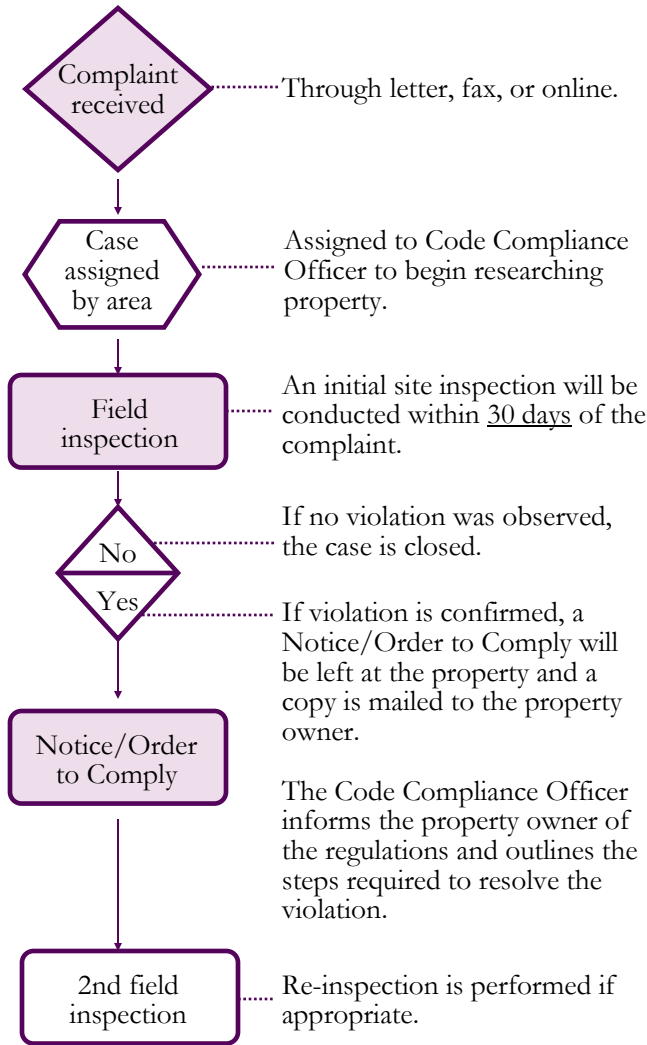 Complaint
received
Through letter, fax, or online.
Case
assigned
by area
Assigned to Code Compliance
Officer to begin researching
property.
Field
inspection
An initial site inspection will be
conducted within 30 days of the
complaint.
No
If no violation was observed,
the case is closed.
Yes
If violation is confirmed, a
Notice/Order to Comply will
be left at the property and a
copy is mailed to the property
owner.
Notice/Order
to Comply
The Code Compliance Officer
informs the property owner of
the regulations and outlines the
steps required to resolve the
violation.
2nd field
inspection
Re-inspection is performed if
appropriate.